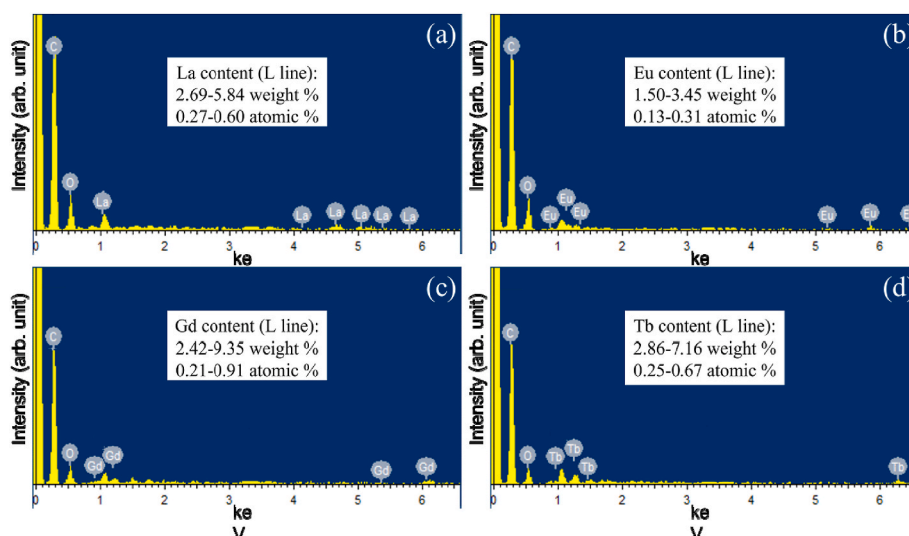 Intensity (arb. unit)
(a)
C
La content (L line):
2.69-5.84 weight %
0.27-0.60 atomic %
O
La
La
La
La
La
La
0 1 2 3 4 5 6
ke
Intensity (arb. unit)
(b)
C
Eu content (L line):
1.50-3.45 weight %
0.13-0.31 atomic %
O
Eu
Eu
Eu
Eu
Eu
E
0 1 2 3 4 5 6
ke
Intensity (arb. unit)
(c)
C
Gd content (L line):
2.42-9.35 weight %
0.21-0.91 atomic %
O
Gd
Gd
Gd
Gd
0 1 2 3 4 5 6
ke
V
Intensity (arb. unit)
(d)
C
Tb content (L line):
2.86-7.16 weight %
0.25-0.67 atomic %
O
Tb
Tb
Tb
Tb
0 1 2 3 4 5 6
ke
V